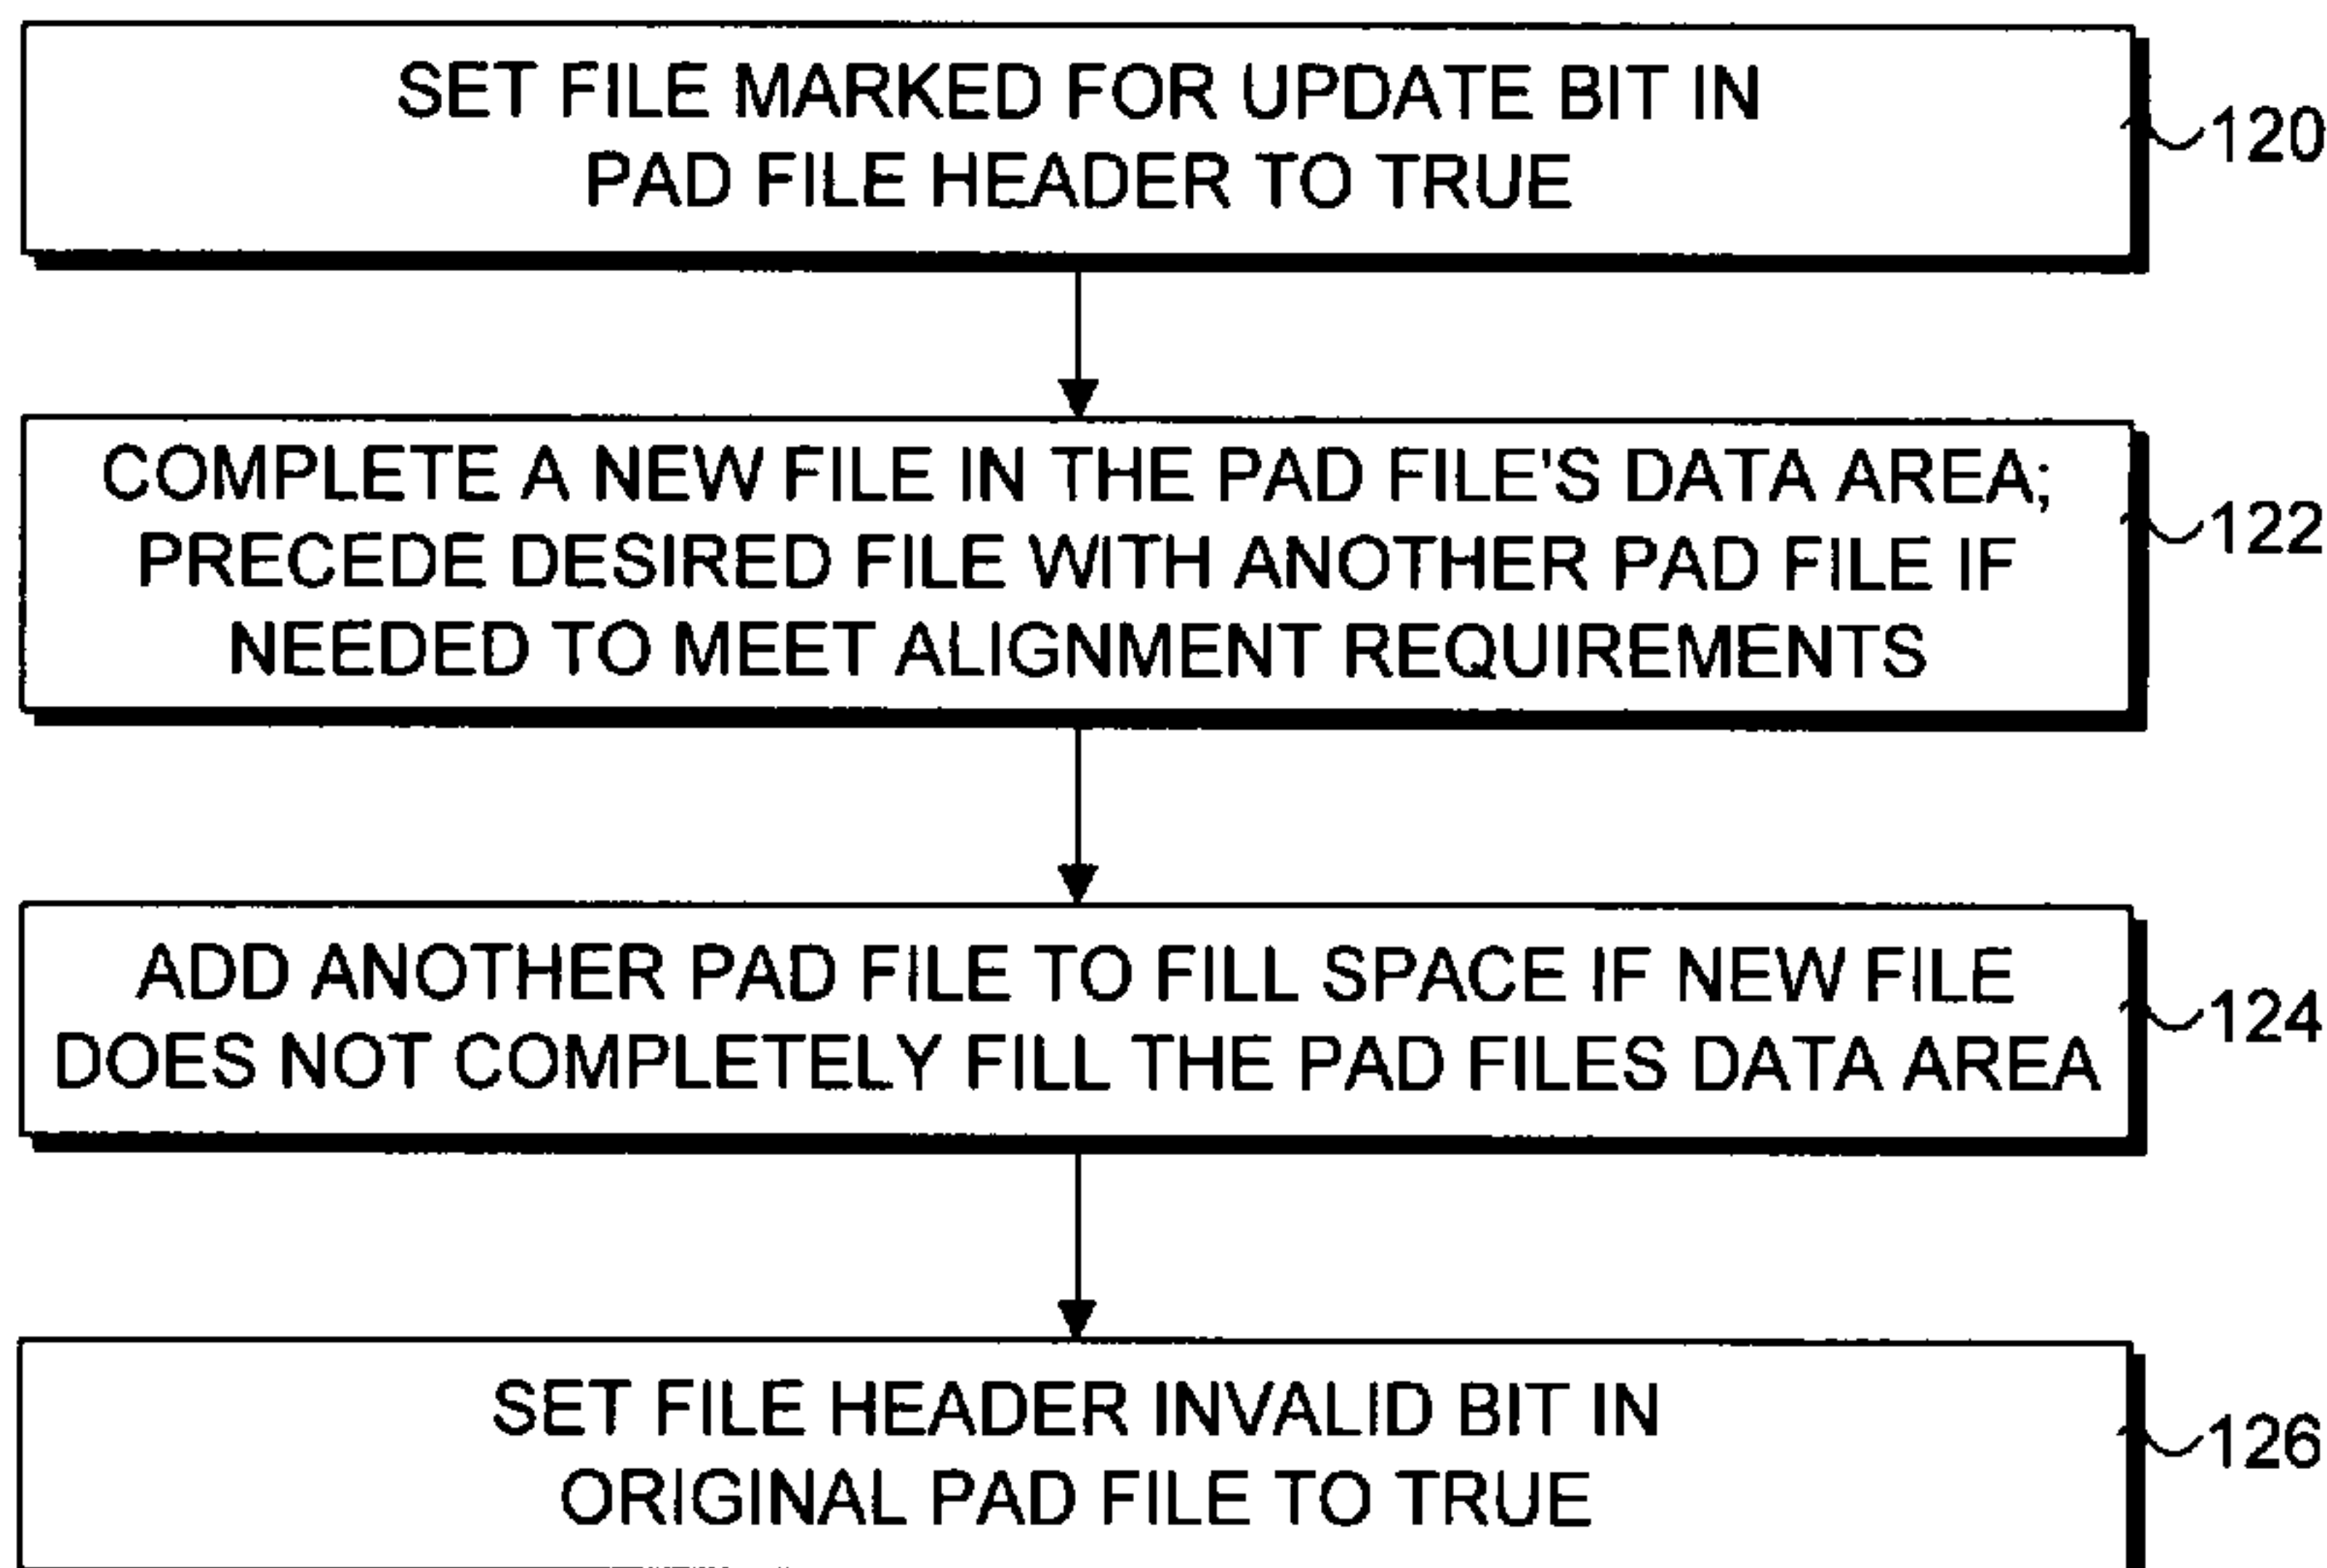 SET FILE MARKED FOR UPDATE BIT IN
PAD FILE HEADER TO TRUE
120
COMPLETE A NEW FILE IN THE PAD FILE'S DATA AREA;
PRECEDE DESIRED FILE WITH ANOTHER PAD FILE IF
NEEDED TO MEET ALIGNMENT REQUIREMENTS
122
ADD ANOTHER PAD FILE TO FILL SPACE IF NEW FILE
DOES NOT COMPLETELY FILL THE PAD FILES DATA AREA
124
SET FILE HEADER INVALID BIT IN
ORIGINAL PAD FILE TO TRUE
126